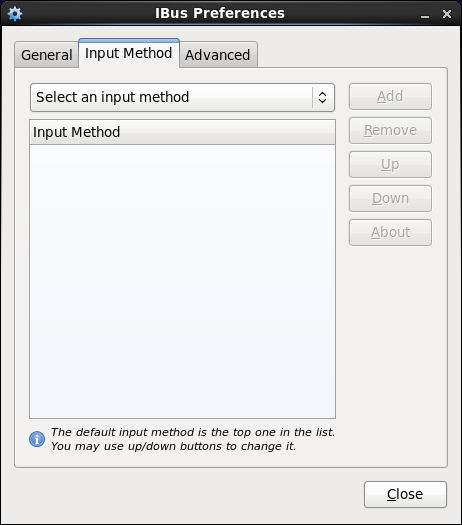 IBus Preferences
General Input Method Advanced
Select an input method
Add
Input Method
Remove
Up
Down
About
The default input method is the top one in the list.
You may use up/down buttons to change it.
Close